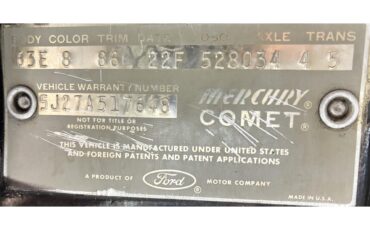 BODY COLOR TRIM DATE DSO AXLE TRANS
63E 8 86 22F 528034 4 5
VEHICLE WARRANTY NUMBER
5J27A517648
NOT FOR TITLE OR
REGISTRATION PURPOSES
MERCURY
COMET
THIS VEHICLE IS MANUFACTURED UNDER UNITED STATES
AND FOREIGN PATENTS AND PATENT APPLICATIONS
A PRODUCT OF Ford MOTOR COMPANY
MADE IN U.S.A.